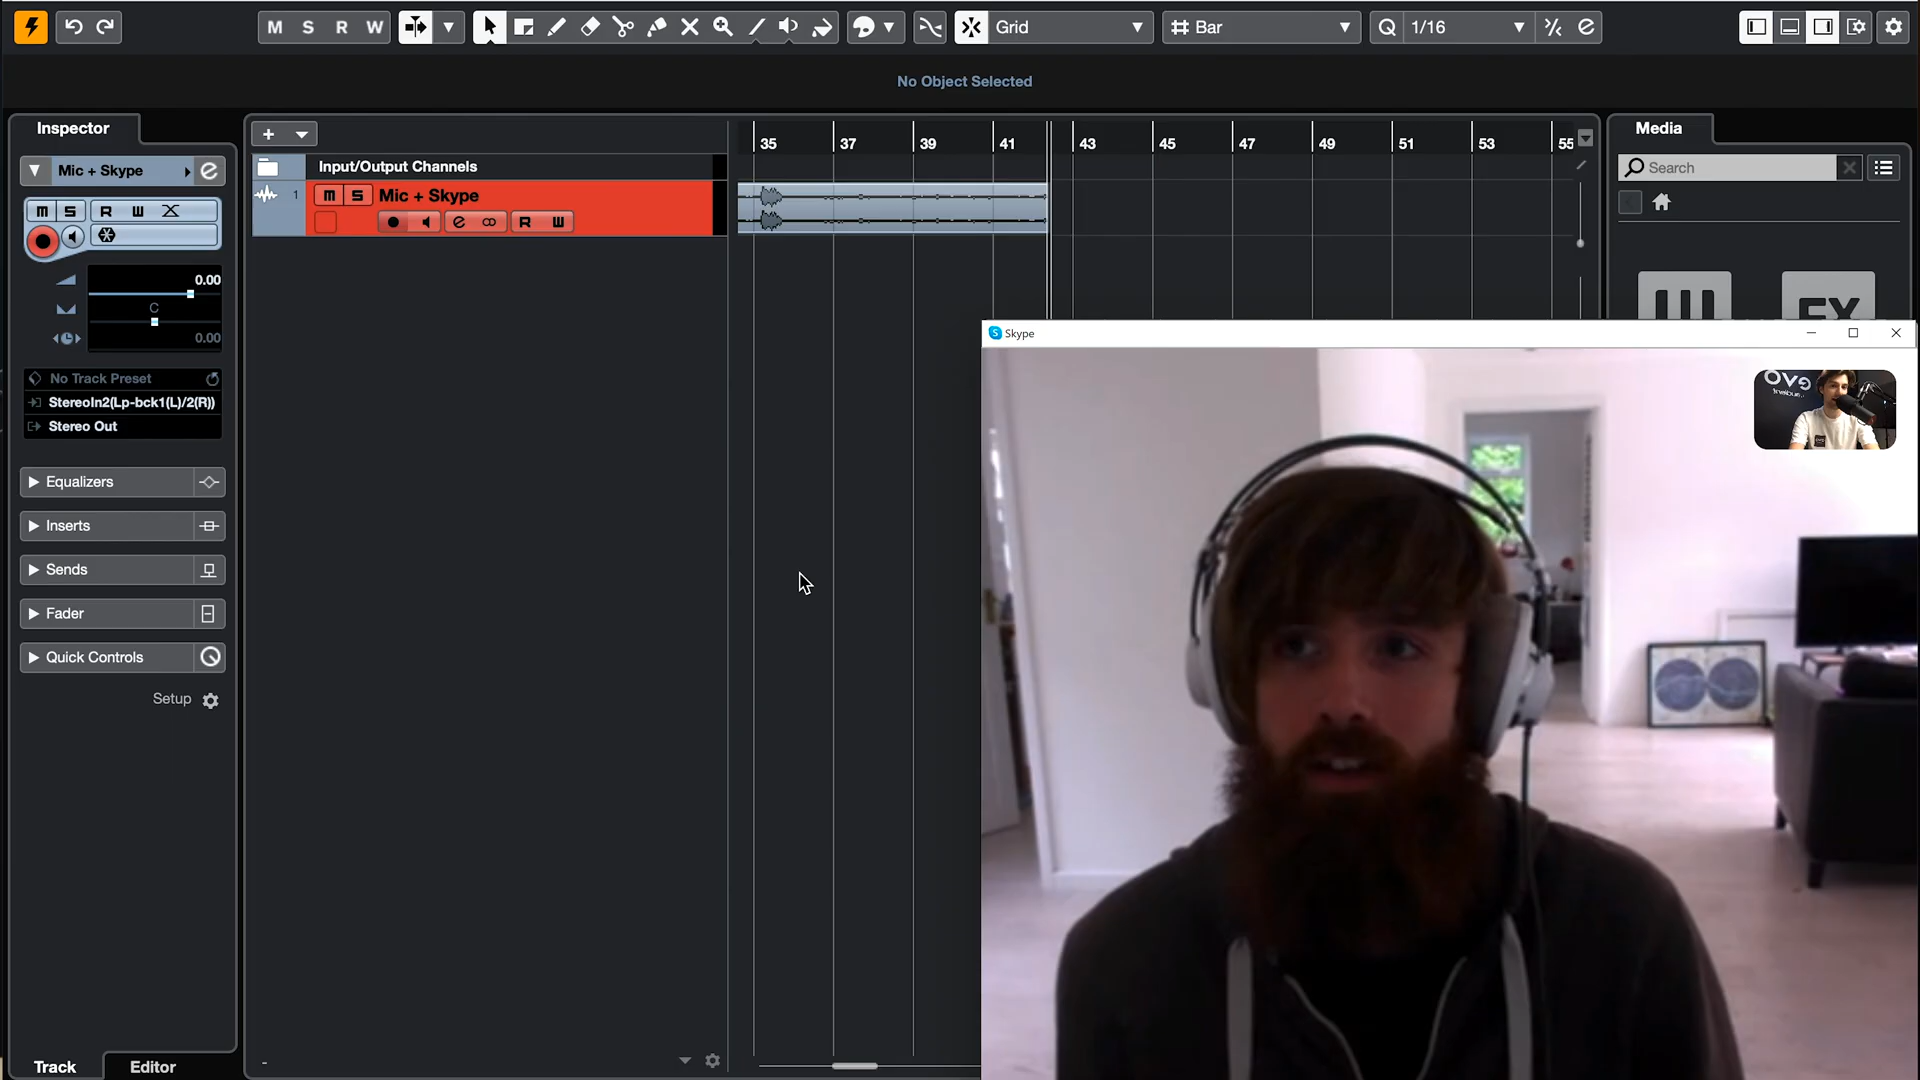 M S R W
Grid
Bar
Q 1/16
No Object Selected
Inspector
Mic + Skype
M S R W
0.00
C
0.00
No Track Preset
StereoIn2(Lp-bck1(L)/2(R))
Stereo Out
Equalizers
Inserts
Sends
Fader
Quick Controls
Setup
Track
Editor
+
Input/Output Channels
1
M S Mic + Skype
e R W
35 37 39 41 43 45 47 49 51 53 55
Media
Search
FX
Skype
EVO
-